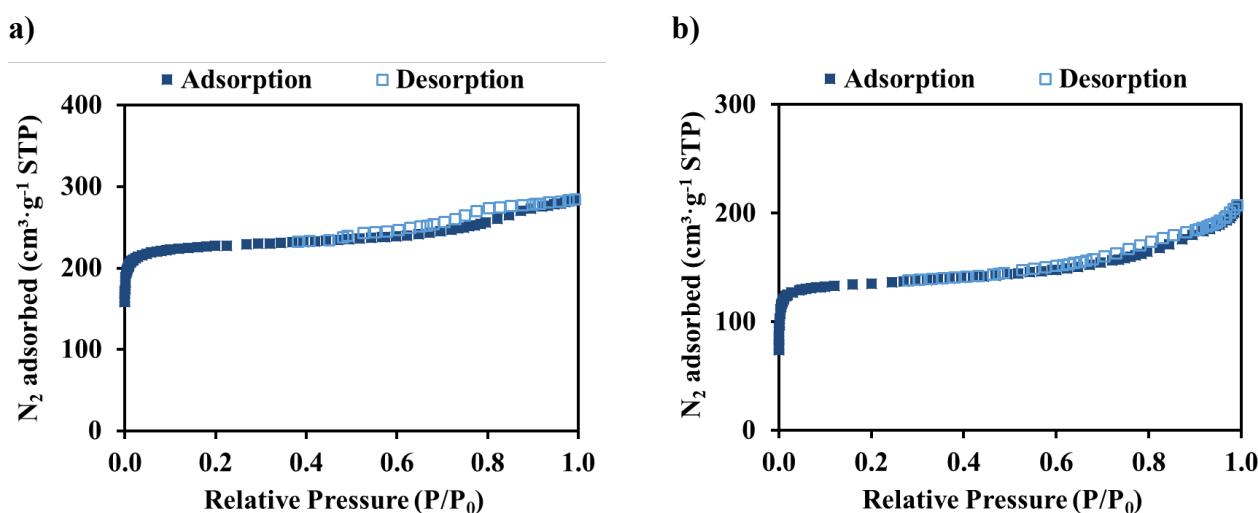 a)
Adsorption Desorption
400
300
200
100
0
N₂ adsorbed (cm³·g⁻¹ STP)
0.0 0.2 0.4 0.6 0.8 1.0
Relative Pressure (P/P₀)
b)
Adsorption Desorption
300
200
100
0
N₂ adsorbed (cm³·g⁻¹ STP)
0.0 0.2 0.4 0.6 0.8 1.0
Relative Pressure (P/P₀)